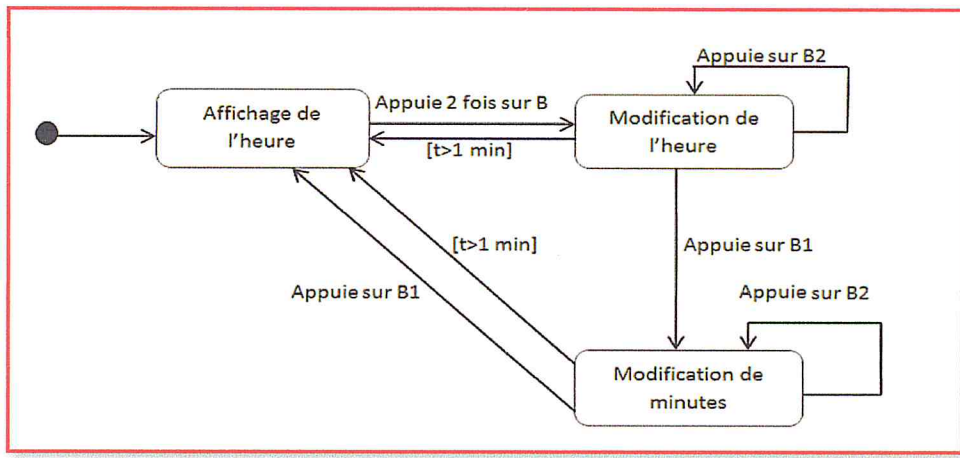 Appuie sur B2
Affichage de
l'heure
Appuie 2 fois sur B
[t>1 min]
Modification de
l'heure
[t>1 min]
Appuie sur B1
Appuie sur B1
Appuie sur B2
Modification de
minutes